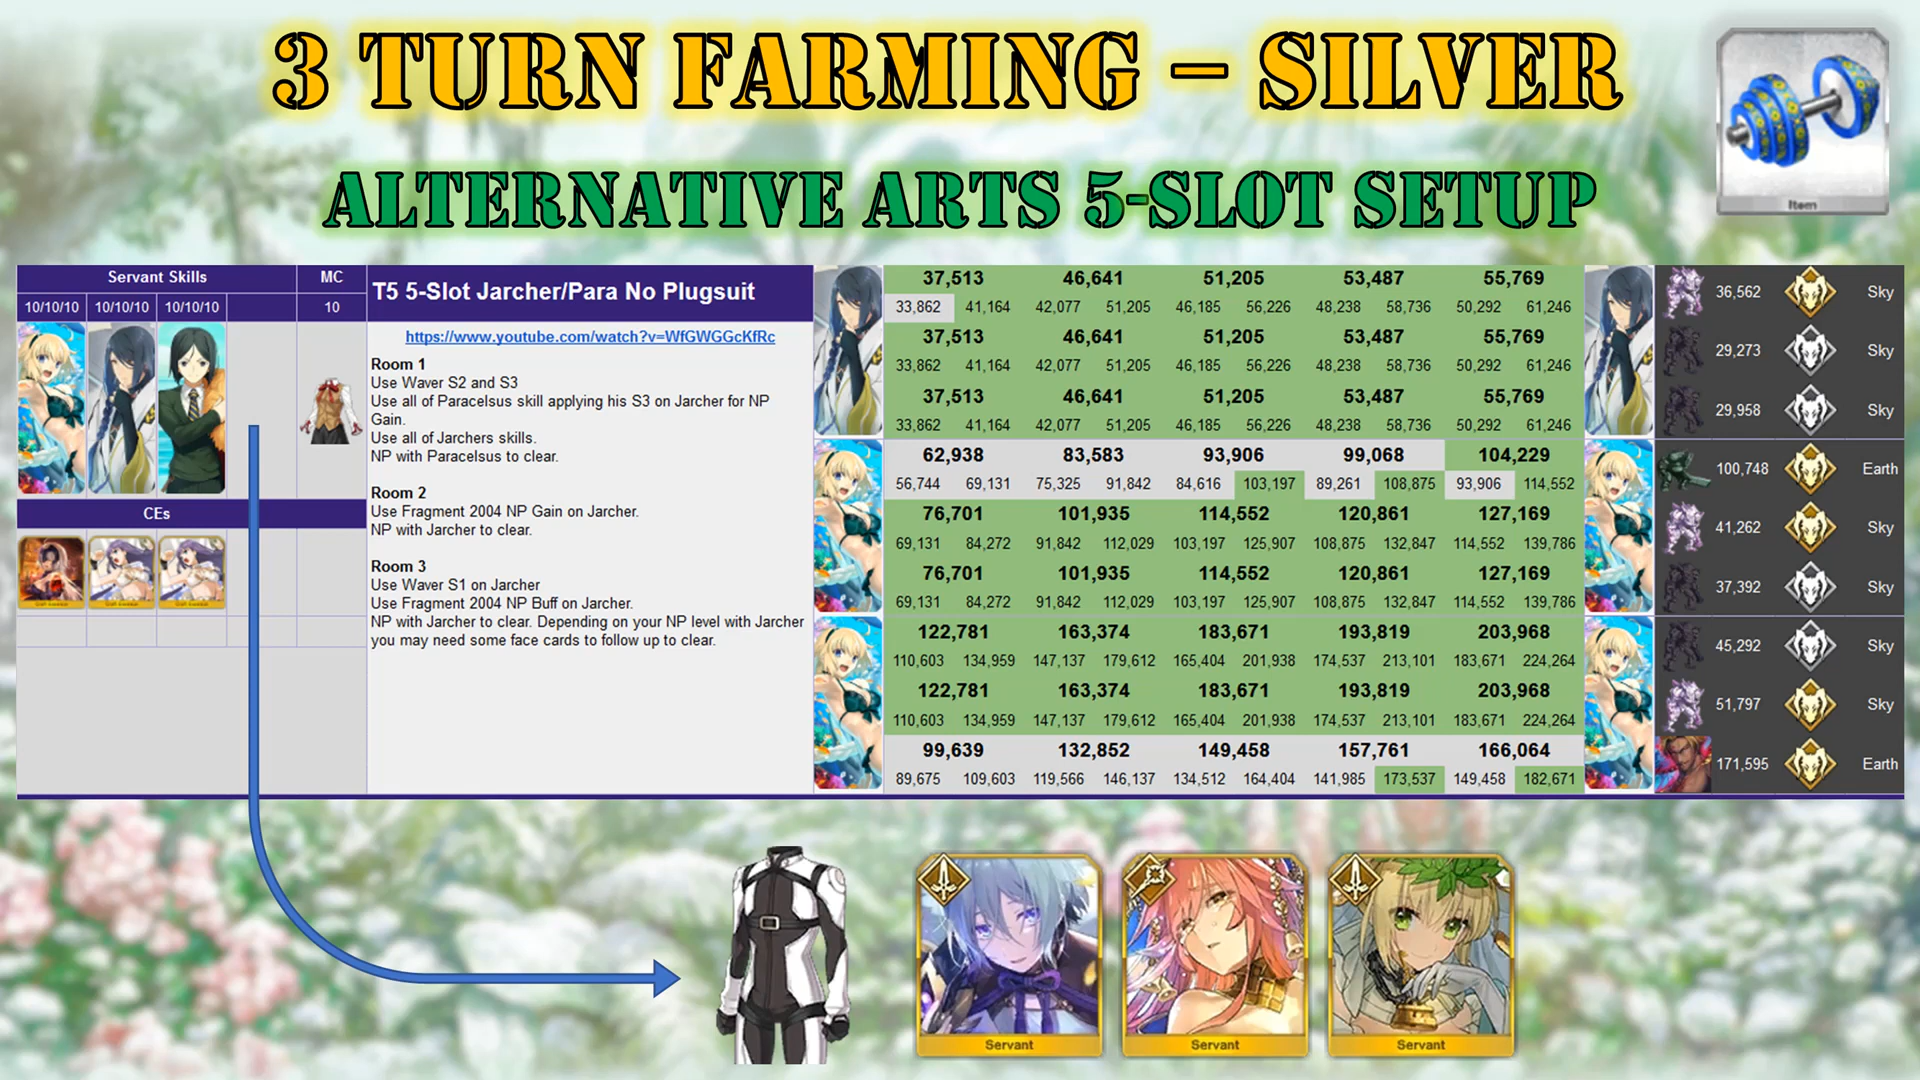 3 TURN FARMING – SILVER
ALTERNATIVE ARTS 5-SLOT SETUP
Item
Servant Skills
MC
10/10/10 10/10/10 10/10/10
10
CEs
T5 5-Slot Jarcher/Para No Plugsuit
https://www.youtube.com/watch?v=WfGWGGcKfRc
Room 1
Use Waver S2 and S3
Use all of Paracelsus skill applying his S3 on Jarcher for NP
Gain.
Use all of Jarchers skills.
NP with Paracelsus to clear.
Room 2
Use Fragment 2004 NP Gain on Jarcher.
NP with Jarcher to clear.
Room 3
Use Waver S1 on Jarcher
Use Fragment 2004 NP Buff on Jarcher.
NP with Jarcher to clear. Depending on your NP level with Jarcher
you may need some face cards to follow up to clear.
37,513 46,641 51,205 53,487 55,769
33,862 41,164 42,077 51,205 46,185 56,226 48,238 58,736 50,292 61,246
37,513 46,641 51,205 53,487 55,769
33,862 41,164 42,077 51,205 46,185 56,226 48,238 58,736 50,292 61,246
37,513 46,641 51,205 53,487 55,769
33,862 41,164 42,077 51,205 46,185 56,226 48,238 58,736 50,292 61,246
62,938 83,583 93,906 99,068 104,229
56,744 69,131 75,325 91,842 84,616 103,197 89,261 108,875 93,906 114,552
76,701 101,935 114,552 120,861 127,169
69,131 84,272 91,842 112,029 103,197 125,907 108,875 132,847 114,552 139,786
76,701 101,935 114,552 120,861 127,169
69,131 84,272 91,842 112,029 103,197 125,907 108,875 132,847 114,552 139,786
122,781 163,374 183,671 193,819 203,968
110,603 134,959 147,137 179,612 165,404 201,938 174,537 213,101 183,671 224,264
122,781 163,374 183,671 193,819 203,968
110,603 134,959 147,137 179,612 165,404 201,938 174,537 213,101 183,671 224,264
99,639 132,852 149,458 157,761 166,064
89,675 109,603 119,566 146,137 134,512 164,404 141,985 173,537 149,458 182,671
36,562 Sky
29,273 Sky
29,958 Sky
100,748 Earth
41,262 Sky
37,392 Sky
45,292 Sky
51,797 Sky
171,595 Earth
Servant
Servant
Servant